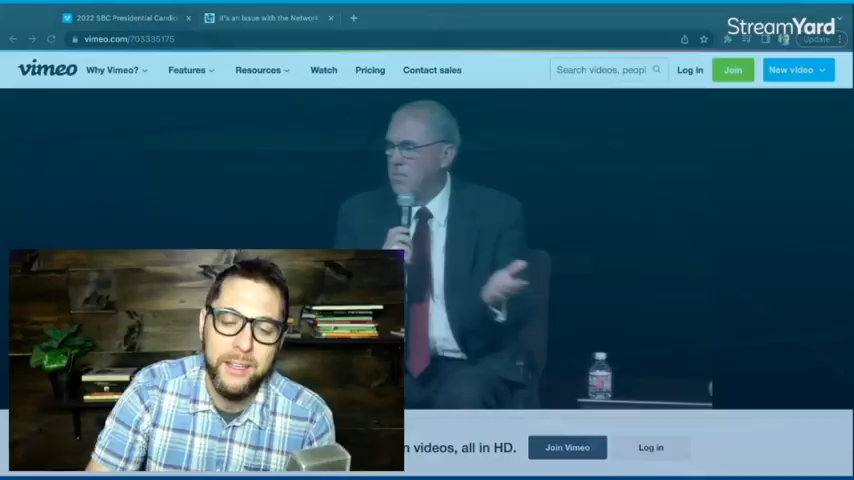 2022 SBC Presidential Candid
It's an Issue with the Network
StreamYard
vimeo.com/703335175
Update
vimeo
Why Vimeo?
Features
Resources
Watch
Pricing
Contact sales
Search videos, peopl
Log in
Join
New video
n videos, all in HD.
Join Vimeo
Log in